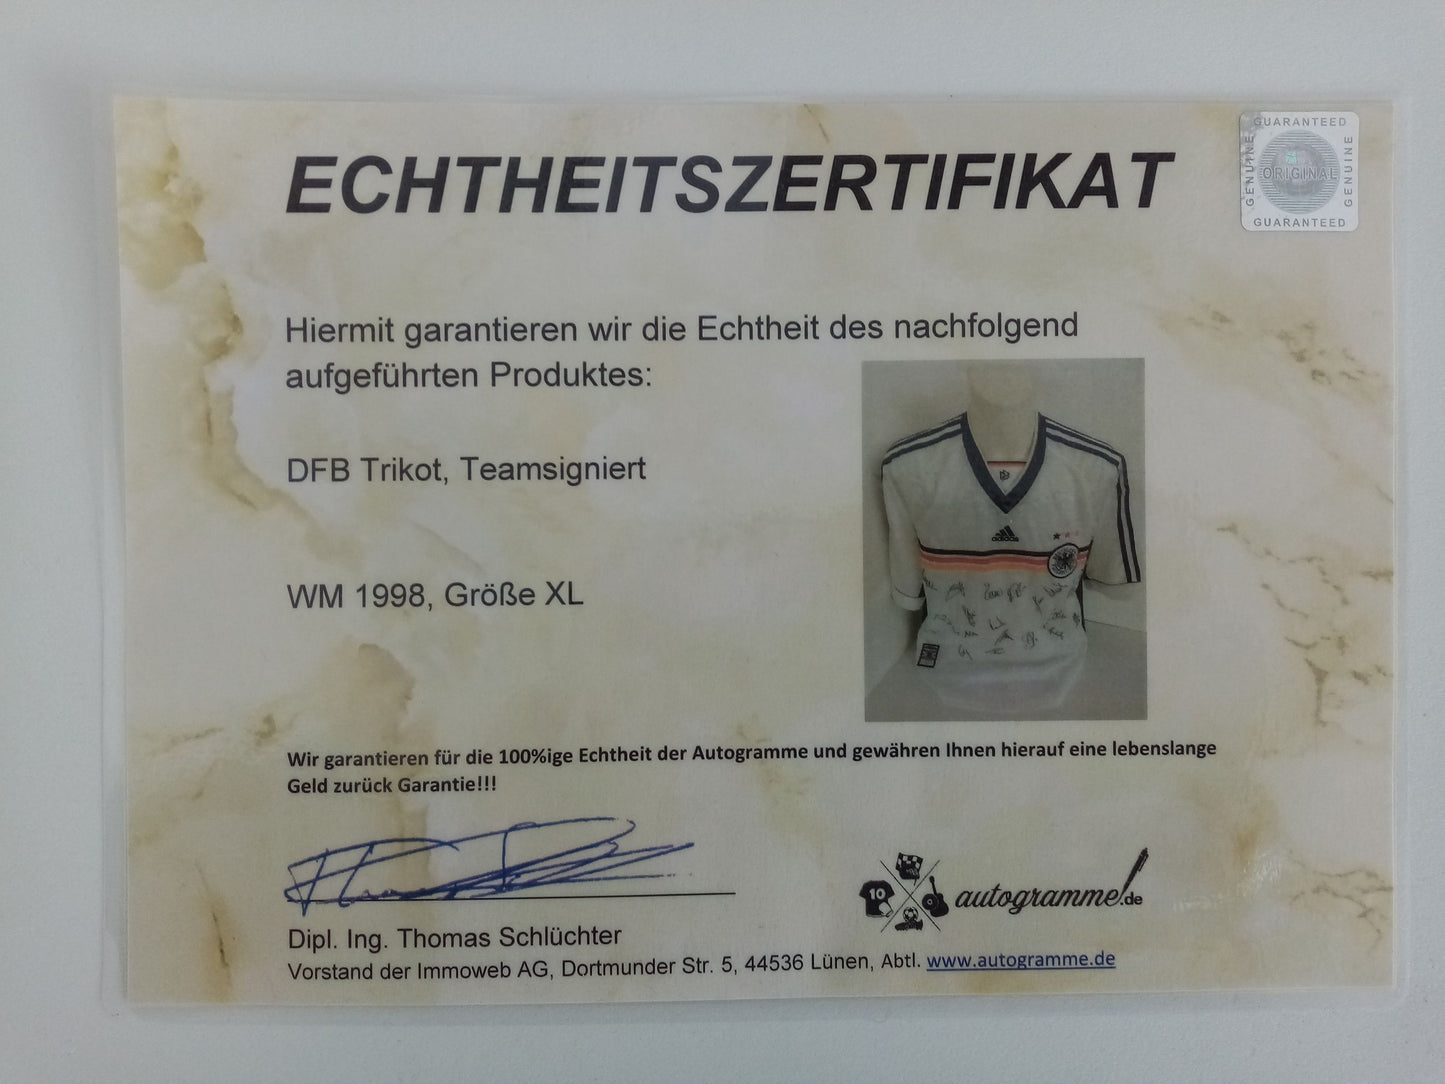 ECHTHEITSZERTIFIKAT
GUARANTEED
GENUINE
ORIGINAL
GENUINE
GUARANTEED
Hiermit garantieren wir die Echtheit des nachfolgend
aufgeführten Produktes:
DFB Trikot, Teamsigniert
WM 1998, Größe XL
adidas
Wir garantieren für die 100%ige Echtheit der Autogramme und gewähren Ihnen hierauf eine lebenslange
Geld zurück Garantie!!!
10
autogramme.de
Dipl. Ing. Thomas Schlüchter
Vorstand der Immoweb AG, Dortmunder Str. 5, 44536 Lünen, Abtl. www.autogramme.de